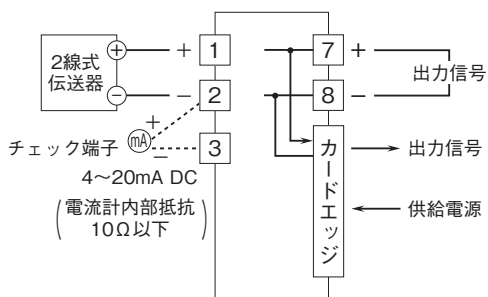 2線式
伝送器
+
−
+
−
1
2
3
+
mA
−
チェック端子
4～20mA DC
(電流計内部抵抗
10Ω以下)
7
8
+
−
出力信号
カードエッジ
出力信号
供給電源